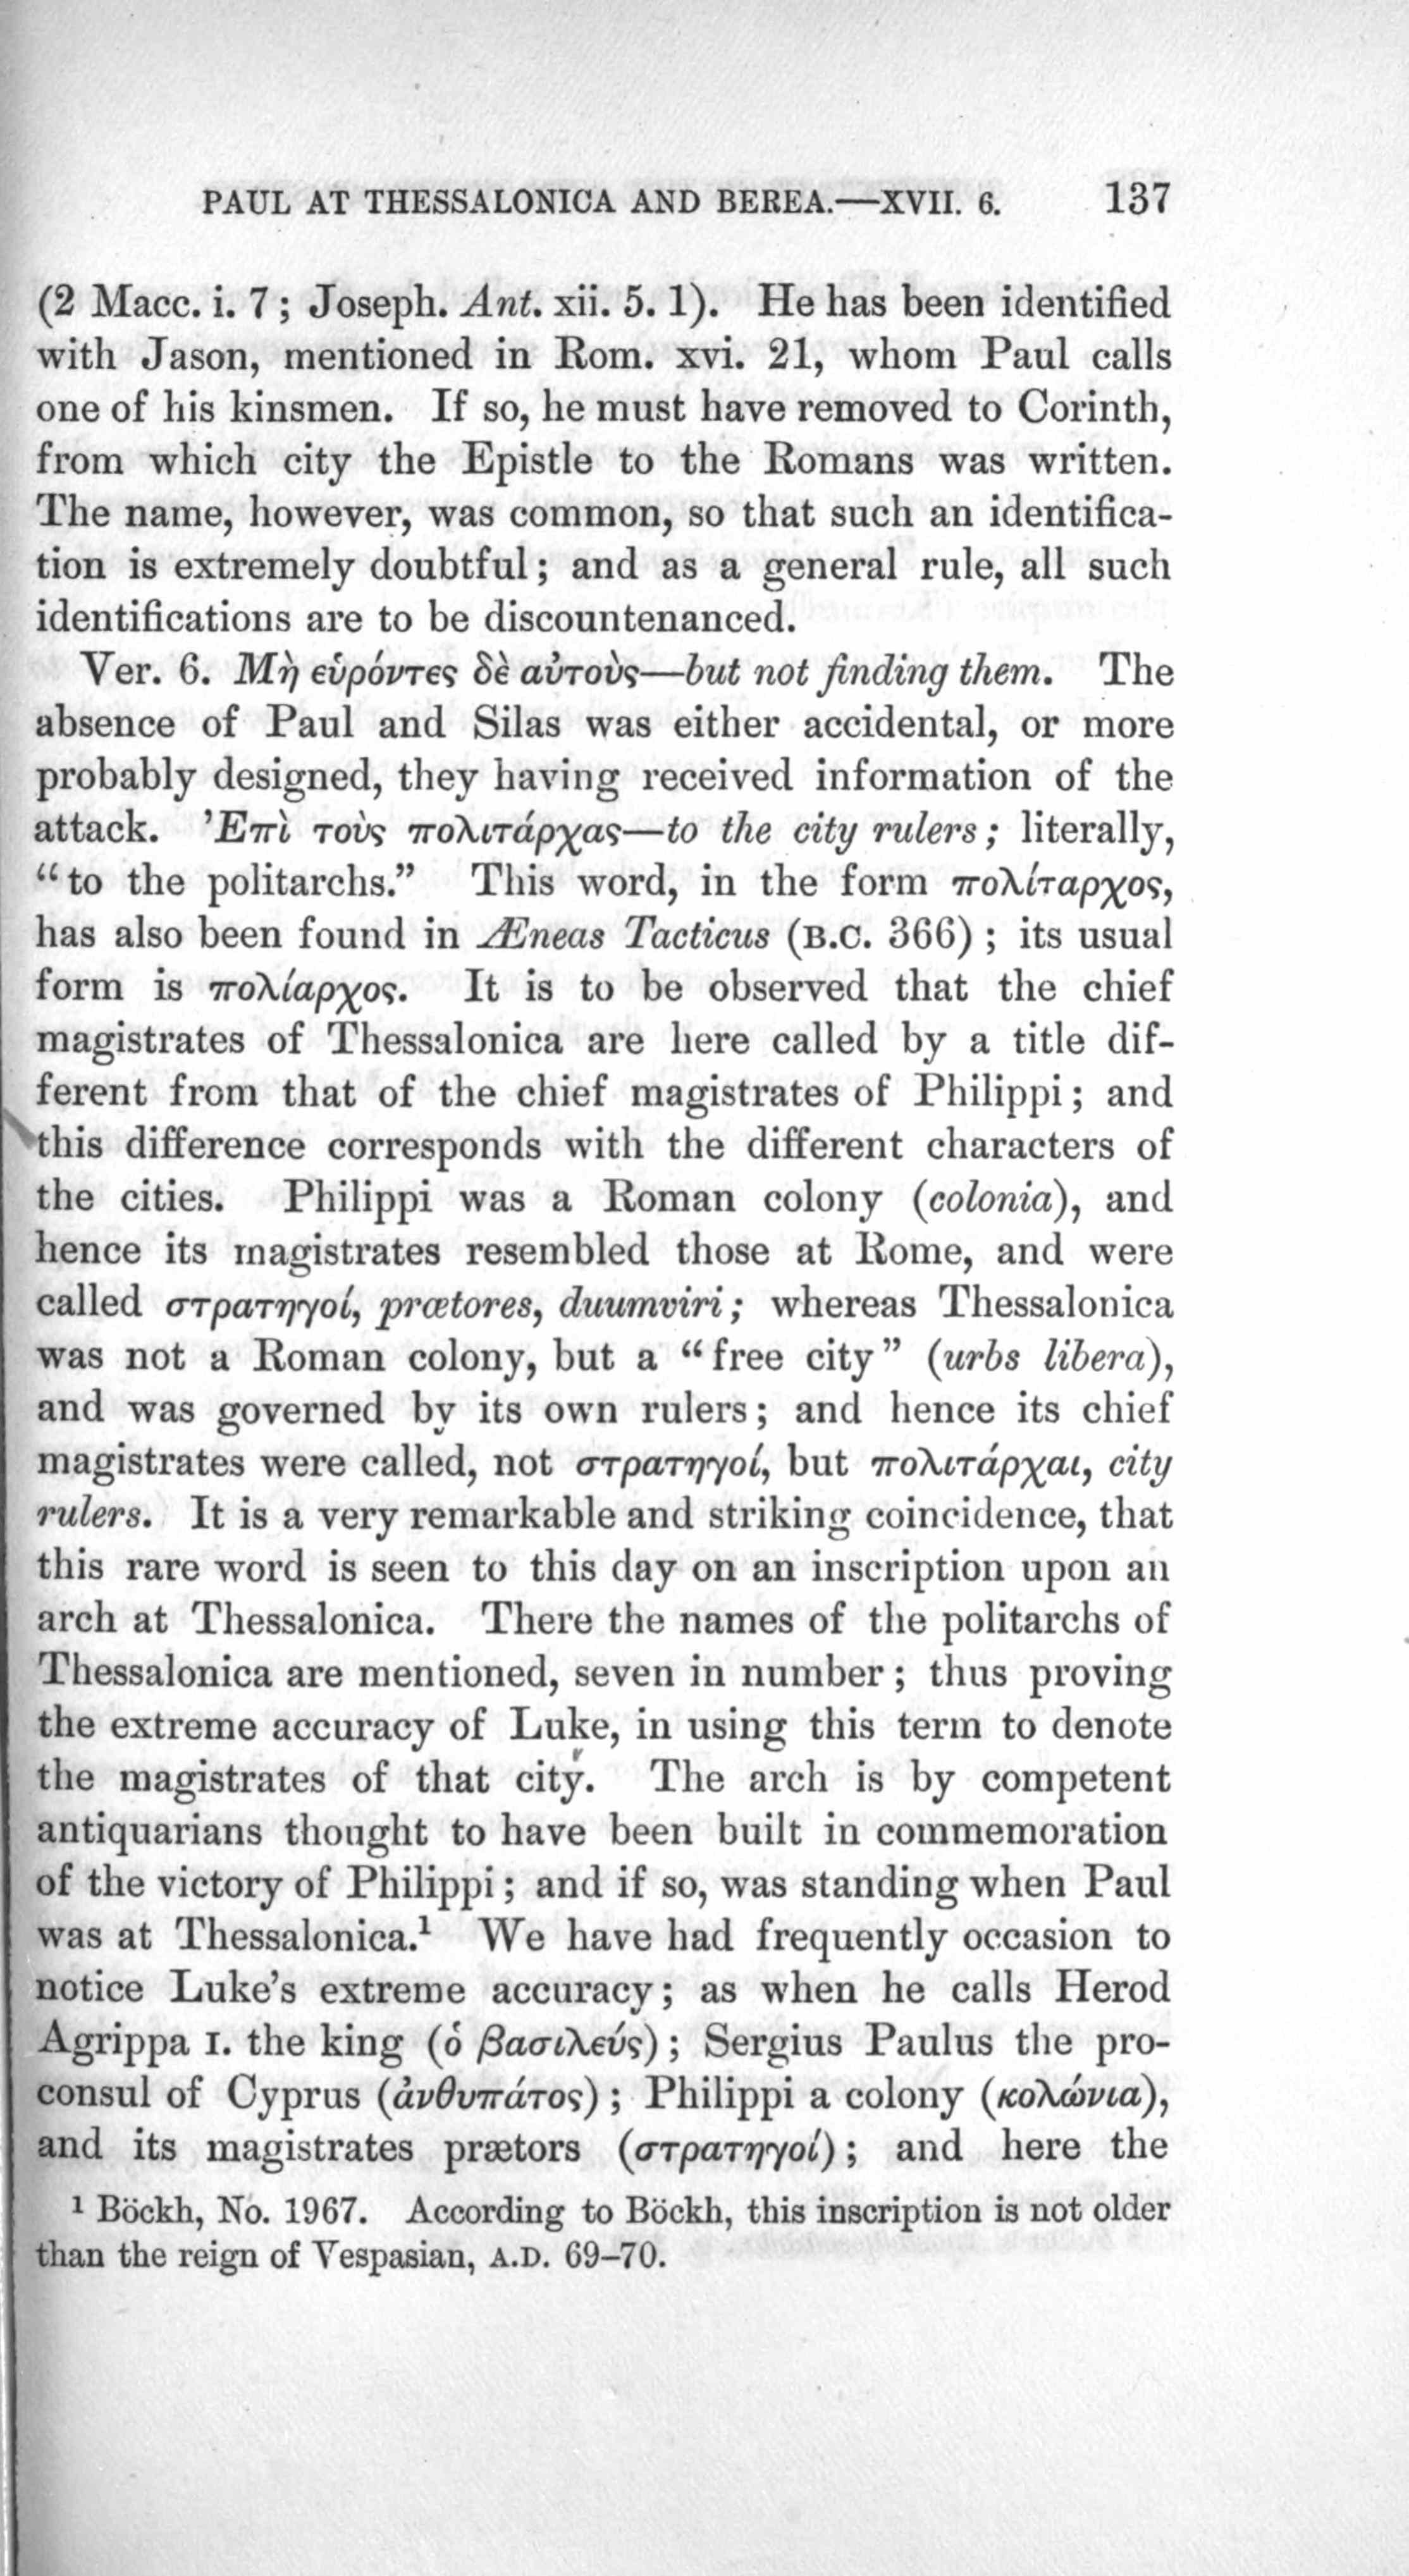 PAUL AT THESSALONICA AND BEREA.—XVII. 6. 137
(2 Macc. i. 7; Joseph. Ant. xii. 5. 1). He has been identified
with Jason, mentioned in Rom. xvi. 21, whom Paul calls
one of his kinsmen. If so, he must have removed to Corinth,
from which city the Epistle to the Romans was written.
The name, however, was common, so that such an identifica-
tion is extremely doubtful; and as a general rule, all such
identifications are to be discountenanced.
Ver. 6. Μὴ εὑρόντες δὲ αὐτοὺς—but not finding them. The
absence of Paul and Silas was either accidental, or more
probably designed, they having received information of the
attack. Ἐπὶ τοὺς πολιτάρχας—to the city rulers; literally,
“to the politarchs.” This word, in the form πολίταρχος,
has also been found in Æneas Tacticus (B.C. 366); its usual
form is πολίαρχος. It is to be observed that the chief
magistrates of Thessalonica are here called by a title dif-
ferent from that of the chief magistrates of Philippi; and
this difference corresponds with the different characters of
the cities. Philippi was a Roman colony (colonia), and
hence its magistrates resembled those at Rome, and were
called στρατηγοί, prætores, duumviri; whereas Thessalonica
was not a Roman colony, but a “free city” (urbs libera),
and was governed by its own rulers; and hence its chief
magistrates were called, not στρατηγοί, but πολιτάρχαι, city
rulers. It is a very remarkable and striking coincidence, that
this rare word is seen to this day on an inscription upon an
arch at Thessalonica. There the names of the politarchs of
Thessalonica are mentioned, seven in number; thus proving
the extreme accuracy of Luke, in using this term to denote
the magistrates of that city. The arch is by competent
antiquarians thought to have been built in commemoration
of the victory of Philippi; and if so, was standing when Paul
was at Thessalonica.¹ We have had frequently occasion to
notice Luke’s extreme accuracy; as when he calls Herod
Agrippa I. the king (ὁ βασιλεύς); Sergius Paulus the pro-
consul of Cyprus (ἀνθυπάτος); Philippi a colony (κολώνια),
and its magistrates prætors (στρατηγοί); and here the
¹ Böckh, No. 1967. According to Böckh, this inscription is not older
than the reign of Vespasian, A.D. 69–70.